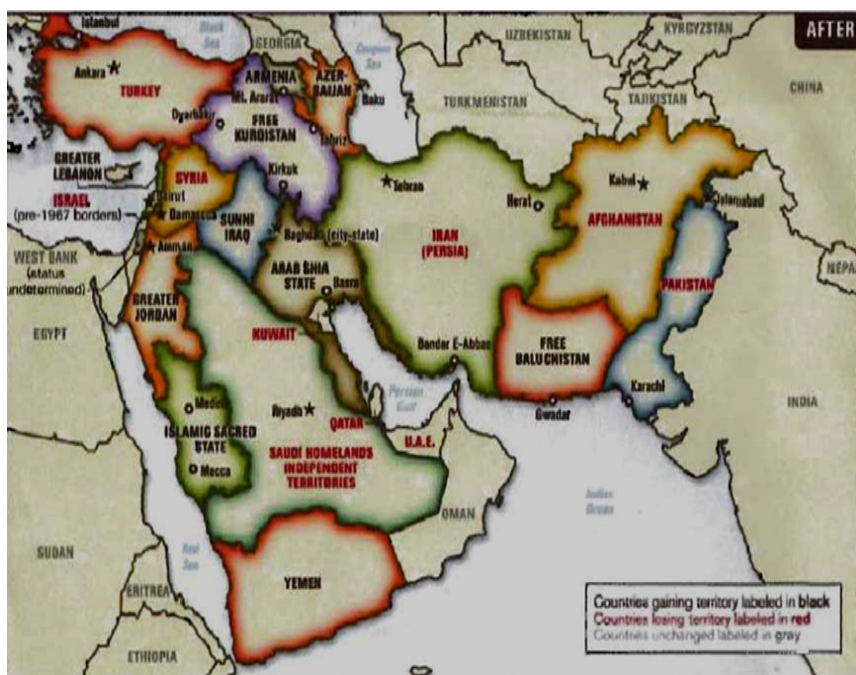 AFTER
Istanbul
Black
Sea
GEORGIA
Caspian
Sea
UZBEKISTAN
KYRGYZSTAN
Ankara
TURKEY
ARMENIA
Mt. Ararat
AZER-
BAIJAN
Baku
TURKMENISTAN
TAJIKISTAN
CHINA
Dyarbakir
FREE
KURDISTAN
Tabriz
GREATER
LEBANON
SYRIA
Kirkuk
Tehran
Herat
Kabul
AFGHANISTAN
Islamabad
ISRAEL
(pre-1967 borders)
Beirut
Damascus
SUNNI
IRAQ
Baghdad (city-state)
IRAN
(PERSIA)
WEST BANK
(status
undetermined)
Amman
ARAB SHIA
STATE
Basra
PAKISTAN
NEPAL
GREATER
JORDAN
EGYPT
KUWAIT
Bandar E-Abbas
FREE
BALUCHISTAN
Karachi
Gwadar
INDIA
Persian
Gulf
Medina
ISLAMIC SACRED
STATE
Mecca
Riyadh
QATAR
U.A.E.
SAUDI HOMELANDS
INDEPENDENT
TERRITORIES
OMAN
Indian
Ocean
SUDAN
Red
Sea
ERITREA
YEMEN
ETHIOPIA
Countries gaining territory labeled in black
Countries losing territory labeled in red
Countries unchanged labeled in gray